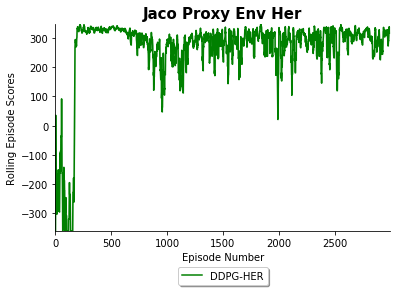 Jaco Proxy Env Her
Rolling Episode Scores
300
200
100
0
−100
−200
−300
0 500 1000 1500 2000 2500
Episode Number
DDPG-HER